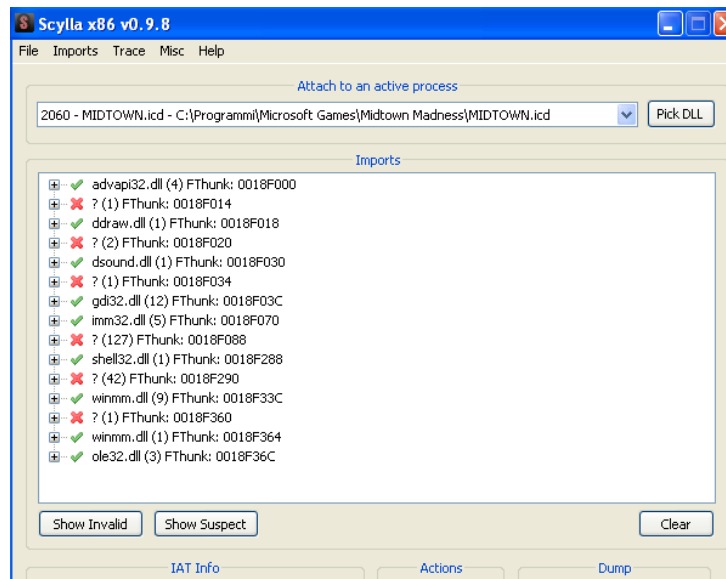 Scylla x86 v0.9.8
File Imports Trace Misc Help
Attach to an active process
2060 - MIDTOWN.icd - C:\Programmi\Microsoft Games\Midtown Madness\MIDTOWN.icd
Pick DLL
Imports
advapi32.dll (4) FThunk: 0018F000
? (1) FThunk: 0018F014
ddraw.dll (1) FThunk: 0018F018
? (2) FThunk: 0018F020
dsound.dll (1) FThunk: 0018F030
? (1) FThunk: 0018F034
gdi32.dll (12) FThunk: 0018F03C
imm32.dll (5) FThunk: 0018F070
? (127) FThunk: 0018F088
shell32.dll (1) FThunk: 0018F288
? (42) FThunk: 0018F290
winmm.dll (9) FThunk: 0018F33C
? (1) FThunk: 0018F360
winmm.dll (1) FThunk: 0018F364
ole32.dll (3) FThunk: 0018F36C
Show Invalid Show Suspect Clear
IAT Info Actions Dump